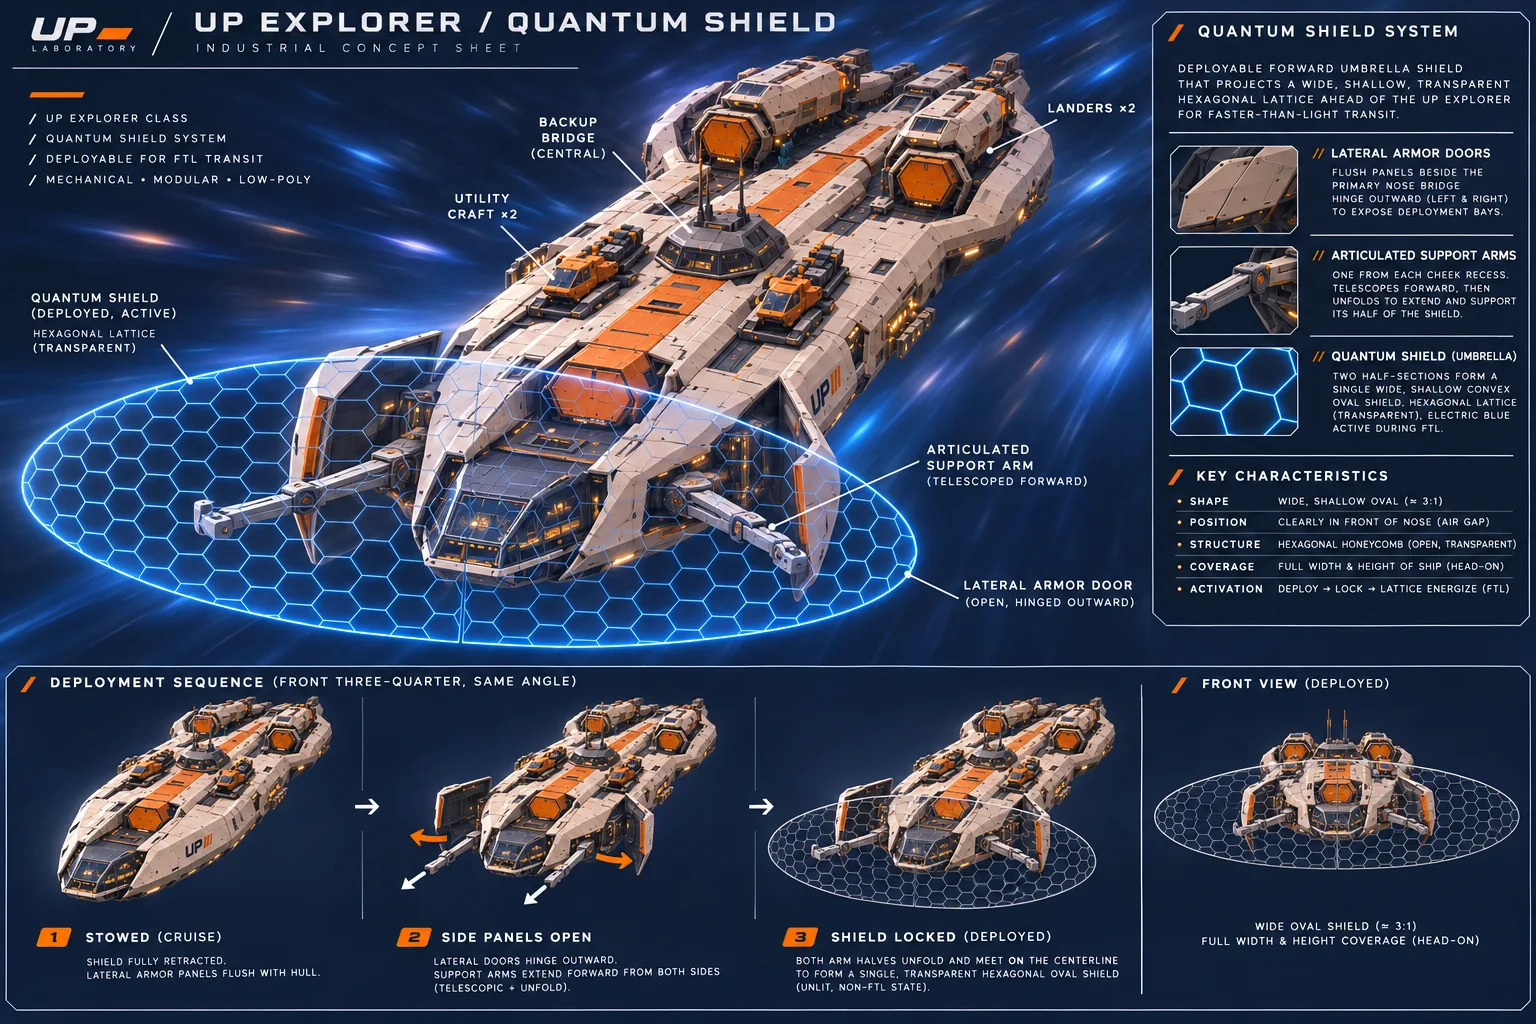 UP
LABORATORY
UP EXPLORER / QUANTUM SHIELD
INDUSTRIAL CONCEPT SHEET
/ UP EXPLORER CLASS
/ QUANTUM SHIELD SYSTEM
/ DEPLOYABLE FOR FTL TRANSIT
/ MECHANICAL • MODULAR • LOW-POLY
BACKUP
BRIDGE
(CENTRAL)
LANDERS ×2
UTILITY
CRAFT ×2
QUANTUM SHIELD
(DEPLOYED, ACTIVE)
HEXAGONAL LATTICE
(TRANSPARENT)
UP
ARTICULATED
SUPPORT ARM
(TELESCOPED FORWARD)
LATERAL ARMOR DOOR
(OPEN, HINGED OUTWARD)
QUANTUM SHIELD SYSTEM
DEPLOYABLE FORWARD UMBRELLA SHIELD
THAT PROJECTS A WIDE, SHALLOW, TRANSPARENT
HEXAGONAL LATTICE AHEAD OF THE UP EXPLORER
FOR FASTER-THAN-LIGHT TRANSIT.
// LATERAL ARMOR DOORS
FLUSH PANELS BESIDE THE
PRIMARY NOSE BRIDGE
HINGE OUTWARD (LEFT & RIGHT)
TO EXPOSE DEPLOYMENT BAYS.
// ARTICULATED SUPPORT ARMS
ONE FROM EACH CHEEK RECESS.
TELESCOPES FORWARD, THEN
UNFOLDS TO EXTEND AND SUPPORT
ITS HALF OF THE SHIELD.
// QUANTUM SHIELD (UMBRELLA)
TWO HALF-SECTIONS FORM A
SINGLE WIDE, SHALLOW CONVEX
OVAL SHIELD, HEXAGONAL LATTICE
(TRANSPARENT), ELECTRIC BLUE
ACTIVE DURING FTL.
KEY CHARACTERISTICS
• SHAPE WIDE, SHALLOW OVAL (≈ 3:1)
• POSITION CLEARLY IN FRONT OF NOSE (AIR GAP)
• STRUCTURE HEXAGONAL HONEYCOMB (OPEN, TRANSPARENT)
• COVERAGE FULL WIDTH & HEIGHT OF SHIP (HEAD-ON)
• ACTIVATION DEPLOY → LOCK → LATTICE ENERGIZE (FTL)
DEPLOYMENT SEQUENCE (FRONT THREE-QUARTER, SAME ANGLE)
UP
1 STOWED (CRUISE)
SHIELD FULLY RETRACTED.
LATERAL ARMOR PANELS FLUSH WITH HULL.
2 SIDE PANELS OPEN
LATERAL DOORS HINGE OUTWARD.
SUPPORT ARMS EXTEND FORWARD FROM BOTH SIDES
(TELESCOPIC + UNFOLD).
3 SHIELD LOCKED (DEPLOYED)
BOTH ARM HALVES UNFOLD AND MEET ON THE CENTERLINE
TO FORM A SINGLE, TRANSPARENT HEXAGONAL OVAL SHIELD
(UNLIT, NON-FTL STATE).
FRONT VIEW (DEPLOYED)
WIDE OVAL SHIELD (≈ 3:1)
FULL WIDTH & HEIGHT COVERAGE (HEAD-ON)